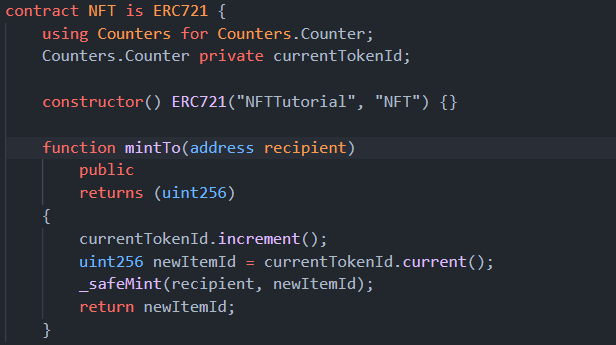 contract NFT is ERC721 {
using Counters for Counters.Counter;
Counters.Counter private currentTokenId;
constructor() ERC721("NFTTutorial", "NFT") {}
function mintTo(address recipient)
public
returns (uint256)
{
currentTokenId.increment();
uint256 newItemId = currentTokenId.current();
_safeMint(recipient, newItemId);
return newItemId;
}